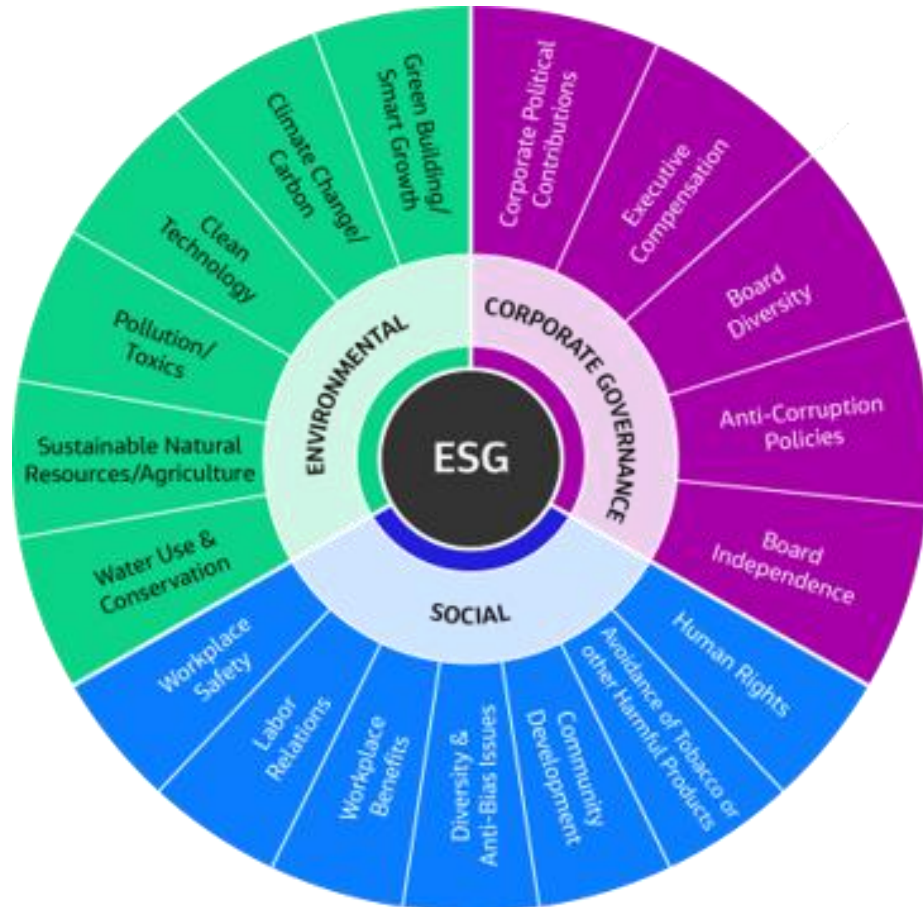 ESG
ENVIRONMENTAL
Green Building/
Smart Growth
Climate Change/
Carbon
Clean
Technology
Pollution/
Toxics
Sustainable Natural
Resources/Agriculture
Water Use &
Conservation
CORPORATE GOVERNANCE
Corporate Political
Contributions
Executive
Compensation
Board
Diversity
Anti-Corruption
Policies
Board
Independence
SOCIAL
Human Rights
Avoidance of Tobacco or
other Harmful Products
Community
Development
Diversity &
Anti-Bias Issues
Workplace
Benefits
Labor
Relations
Workplace
Safety